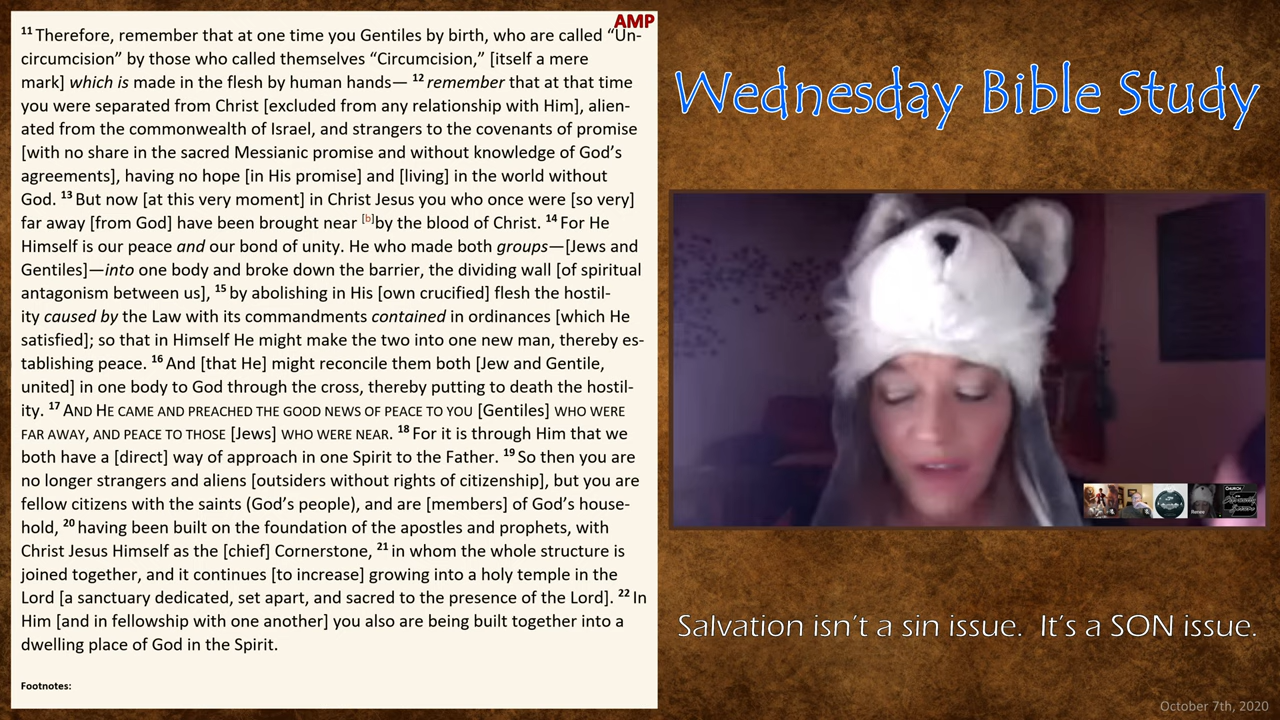 AMP
11 Therefore, remember that at one time you Gentiles by birth, who are called “Un-
circumcision” by those who called themselves “Circumcision,” [itself a mere
mark] which is made in the flesh by human hands— 12 remember that at that time
you were separated from Christ [excluded from any relationship with Him], alien-
ated from the commonwealth of Israel, and strangers to the covenants of promise
[with no share in the sacred Messianic promise and without knowledge of God’s
agreements], having no hope [in His promise] and [living] in the world without
God. 13 But now [at this very moment] in Christ Jesus you who once were [so very]
far away [from God] have been brought near [b]by the blood of Christ. 14 For He
Himself is our peace and our bond of unity. He who made both groups—[Jews and
Gentiles]—into one body and broke down the barrier, the dividing wall [of spiritual
antagonism between us], 15 by abolishing in His [own crucified] flesh the hostil-
ity caused by the Law with its commandments contained in ordinances [which He
satisfied]; so that in Himself He might make the two into one new man, thereby es-
tablishing peace. 16 And [that He] might reconcile them both [Jew and Gentile,
united] in one body to God through the cross, thereby putting to death the hostil-
ity. 17 AND HE CAME AND PREACHED THE GOOD NEWS OF PEACE TO YOU [Gentiles] WHO WERE
FAR AWAY, AND PEACE TO THOSE [Jews] WHO WERE NEAR. 18 For it is through Him that we
both have a [direct] way of approach in one Spirit to the Father. 19 So then you are
no longer strangers and aliens [outsiders without rights of citizenship], but you are
fellow citizens with the saints (God’s people), and are [members] of God’s house-
hold, 20 having been built on the foundation of the apostles and prophets, with
Christ Jesus Himself as the [chief] Cornerstone, 21 in whom the whole structure is
joined together, and it continues [to increase] growing into a holy temple in the
Lord [a sanctuary dedicated, set apart, and sacred to the presence of the Lord]. 22 In
Him [and in fellowship with one another] you also are being built together into a
dwelling place of God in the Spirit.
Footnotes:
Wednesday Bible Study
CHURCH
Salvation isn’t a sin issue. It’s a SON issue.
October 7th, 2020